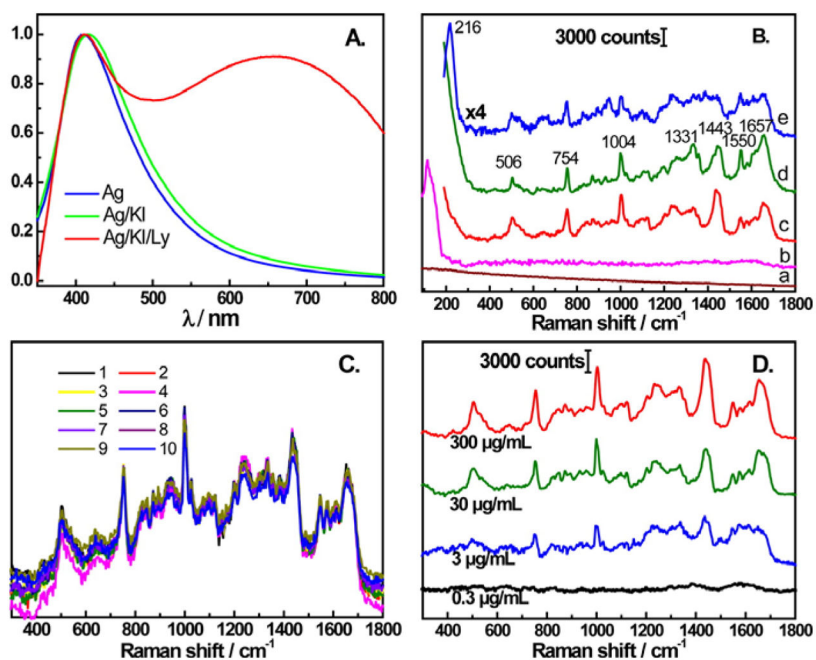 A.
1.0
0.8
0.6
0.4
0.2
0.0
Ag
Ag/KI
Ag/KI/Ly
400 500 600 700 800
λ / nm
B.
216
3000 counts
x4
e
506 754 1004 1331 1443 1550 1657
d
c
b
a
200 400 600 800 1000 1200 1400 1600 1800
Raman shift / cm-1
C.
1 2
3 4
5 6
7 8
9 10
400 600 800 1000 1200 1400 1600 1800
Raman shift / cm-1
D.
3000 counts
300 µg/mL
30 µg/mL
3 µg/mL
0.3 µg/mL
400 600 800 1000 1200 1400 1600 1800
Raman shift / cm-1